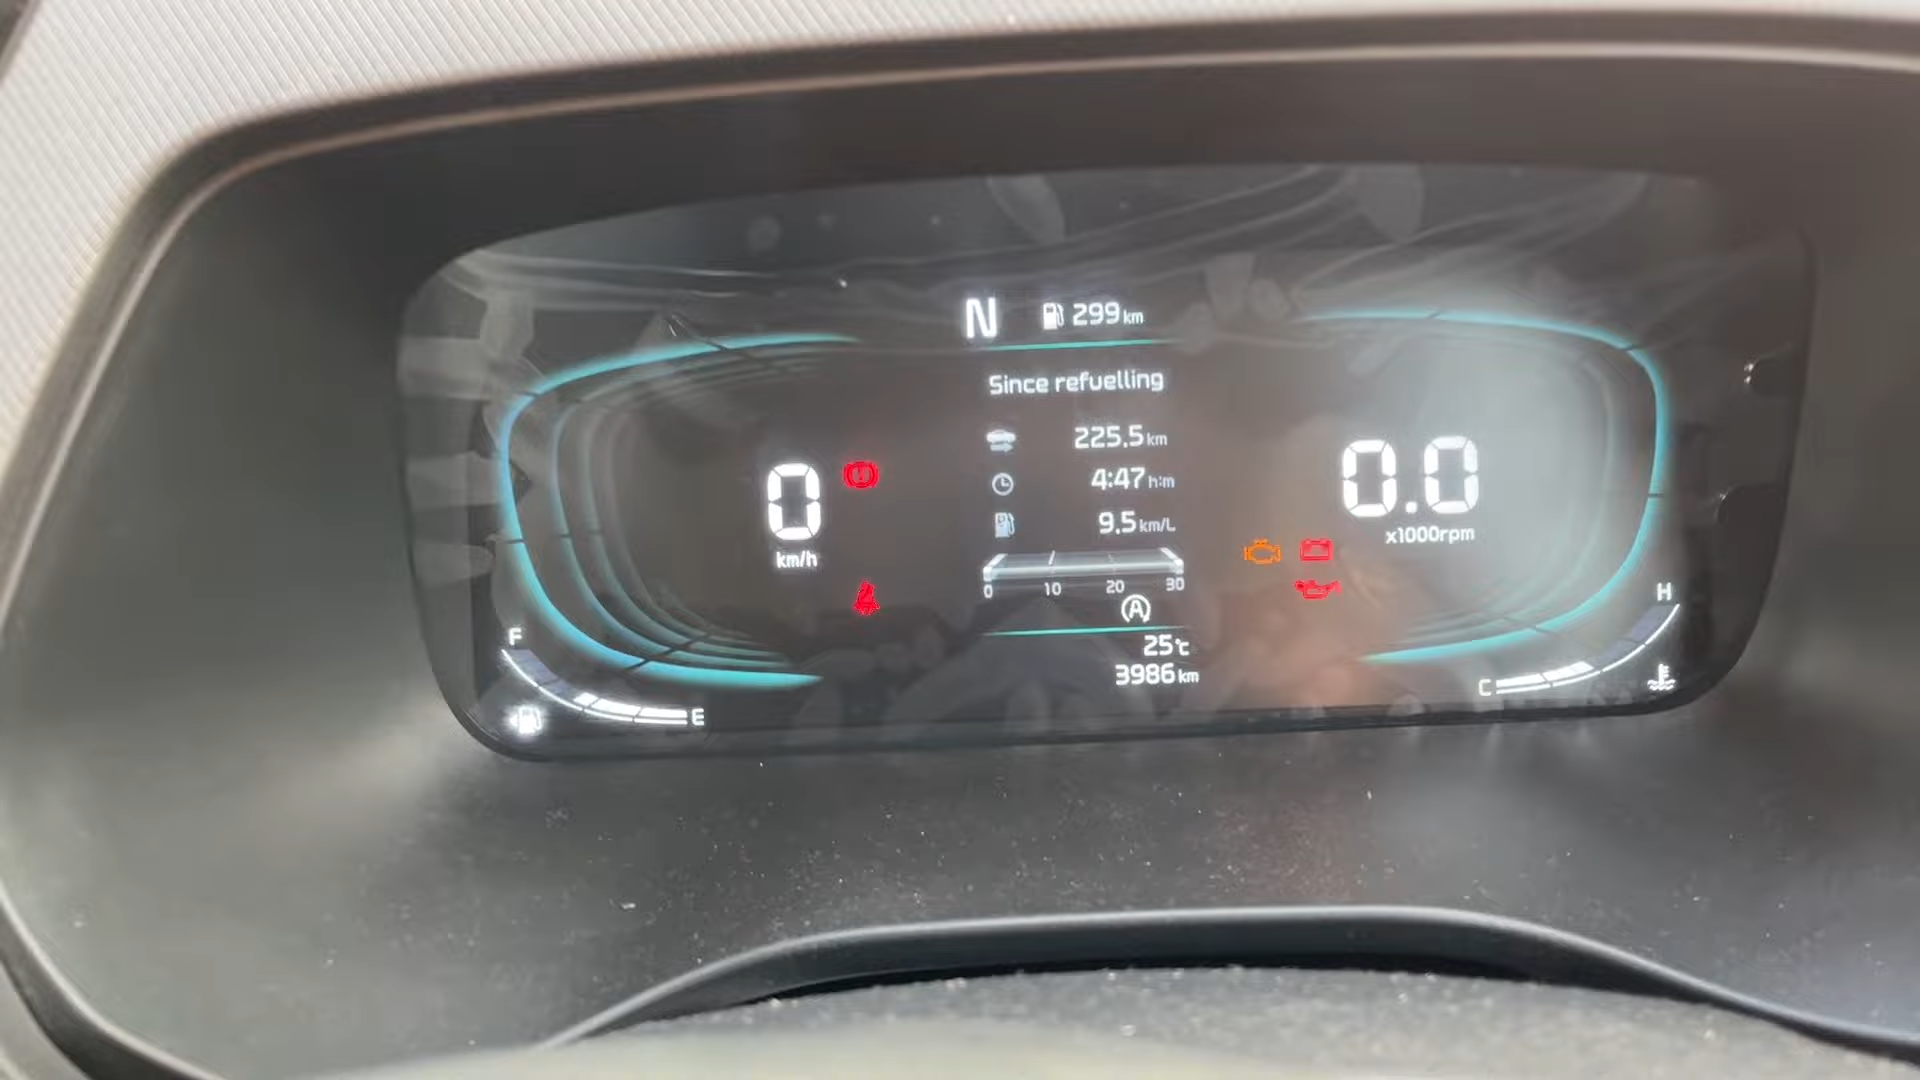 N 299 km
Since refuelling
225.5 km
4:47 h:m
9.5 km/L
0 10 20 30
A
25°C
3986 km
0
km/h
0.0
x1000rpm
F
E
H
C